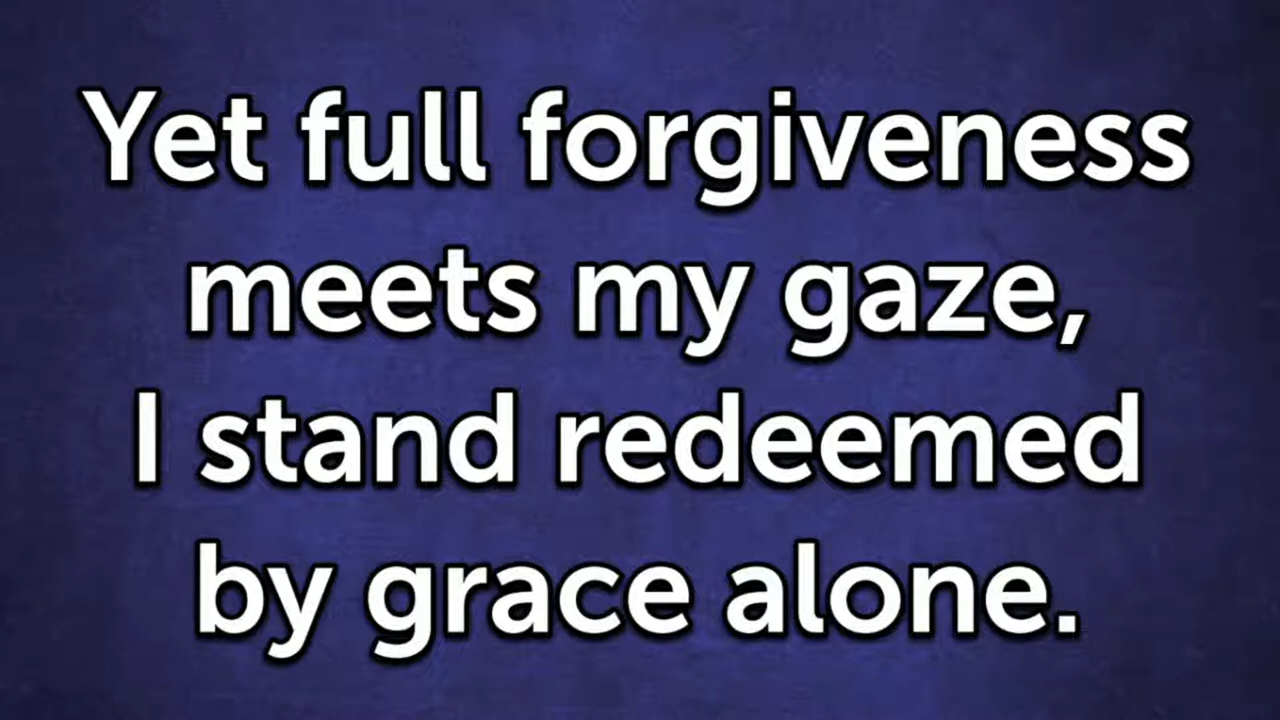 Yet full forgiveness
meets my gaze,
I stand redeemed
by grace alone.